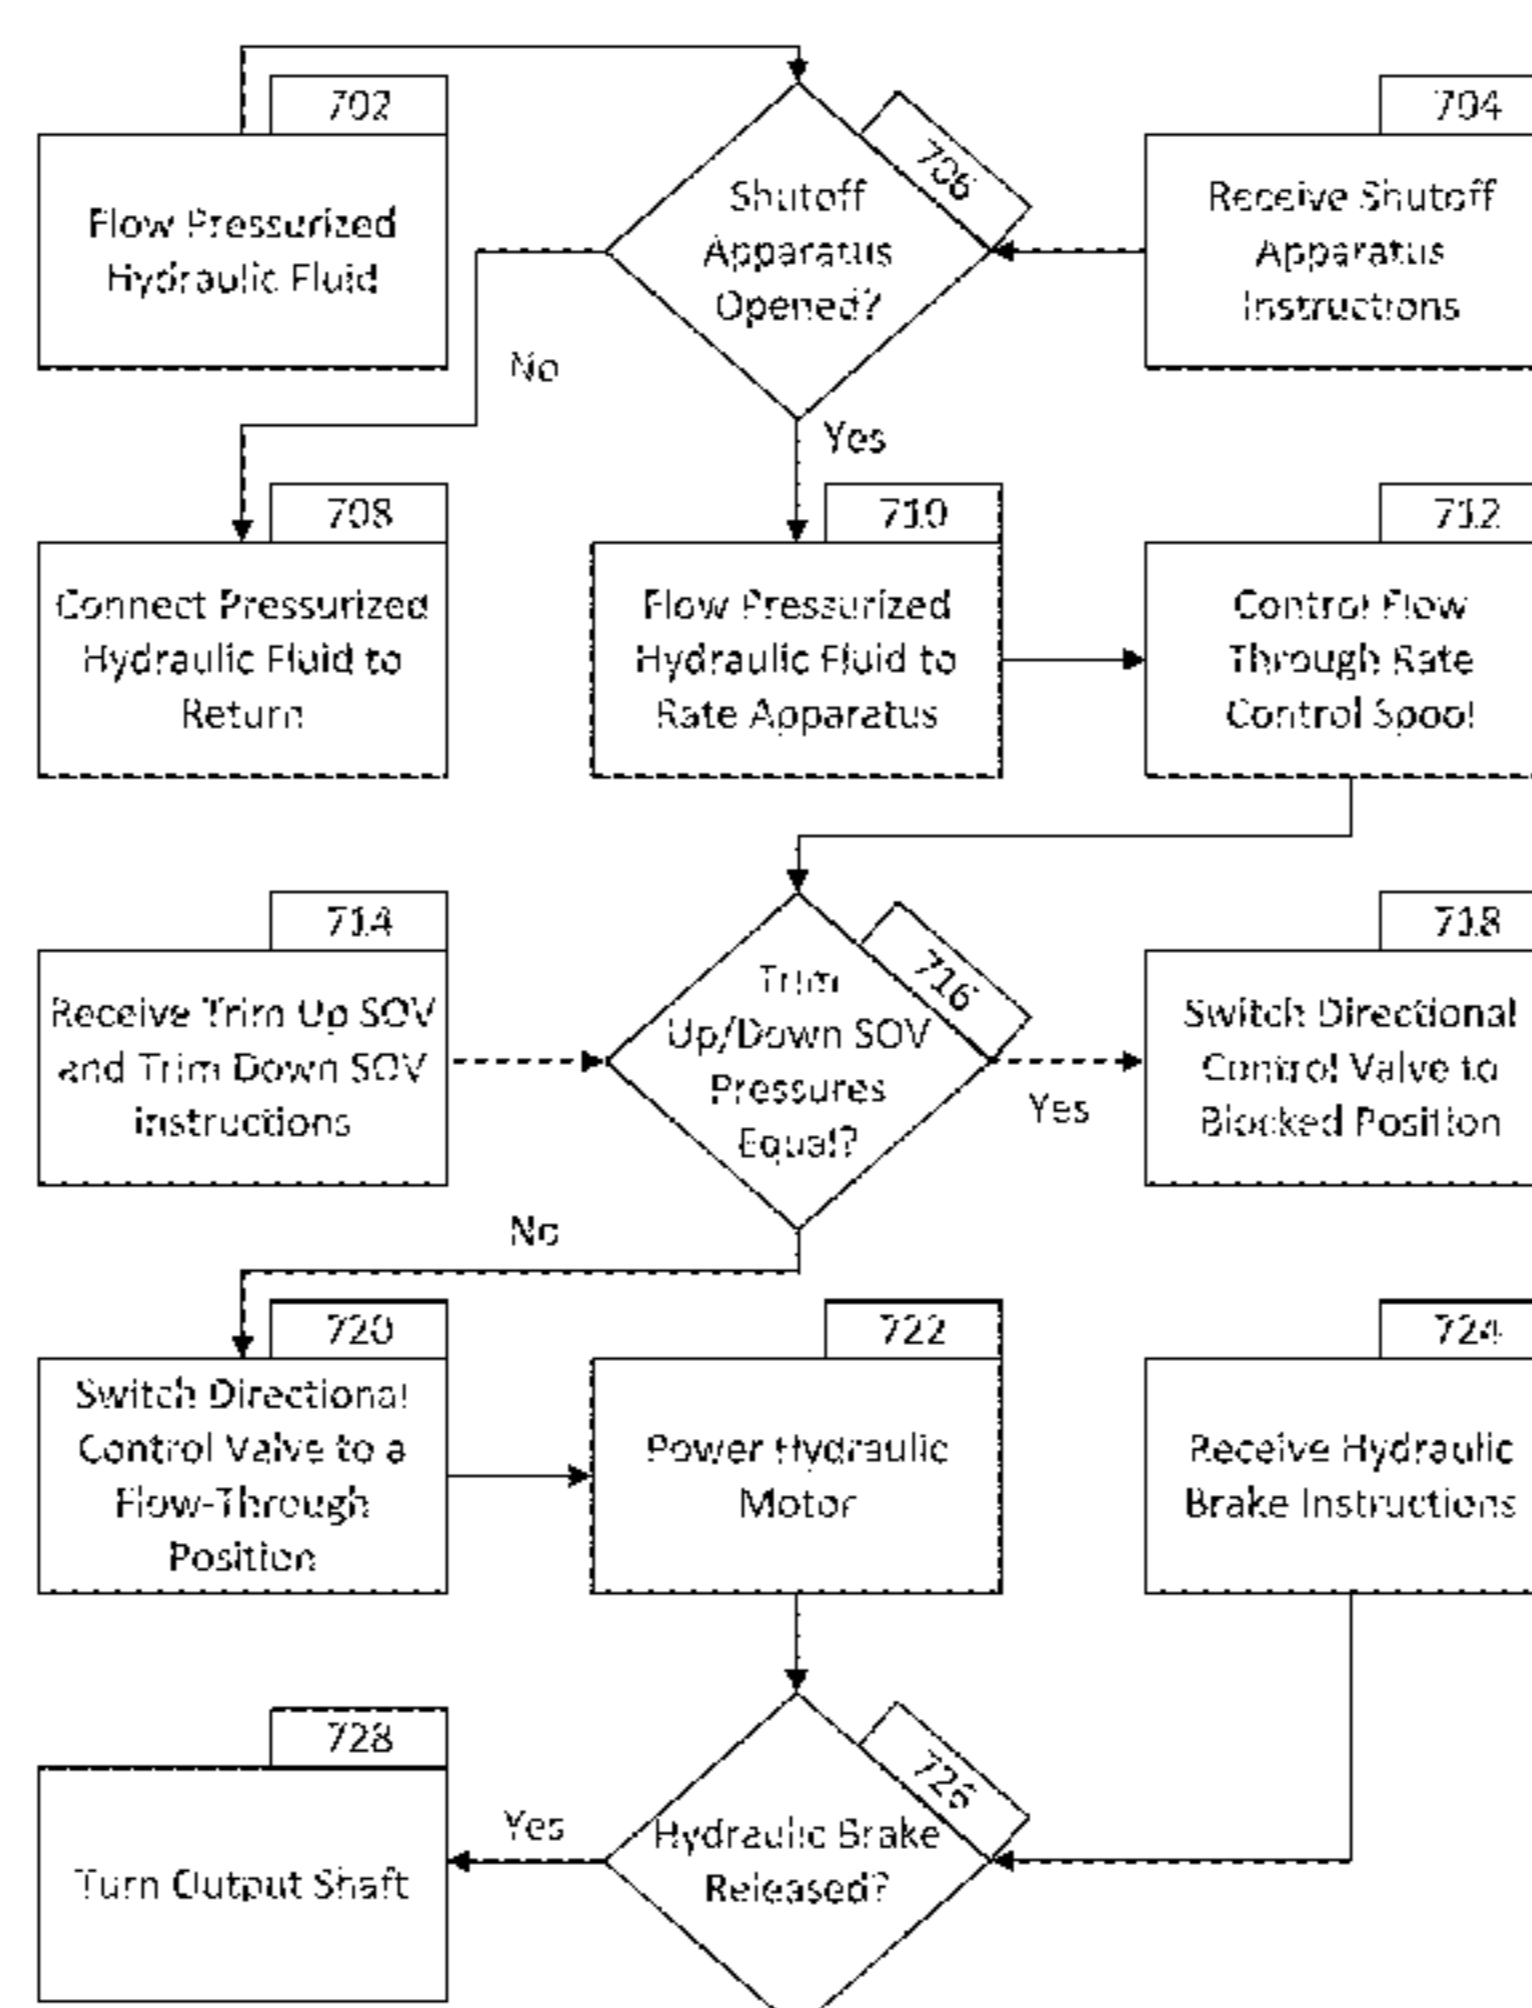 702
Flow Pressurized
Hydraulic Fluid
706
Shutoff
Apparatus
Opened?
704
Receive Shutoff
Apparatus
Instructions
No
Yes
708
Connect Pressurized
Hydraulic Fluid to
Return
710
Flow Pressurized
Hydraulic Fluid to
Rate Apparatus
712
Control Flow
Through Rate
Control Spool
714
Receive Trim Up SOV
and Trim Down SOV
instructions
716
Trim
Up/Down SOV
Pressures
Equal?
Yes
718
Switch Directional
Control Valve to
Blocked Position
No
720
Switch Directional
Control Valve to a
Flow-Through
Position
722
Power Hydraulic
Motor
724
Receive Hydraulic
Brake Instructions
728
Turn Output Shaft
Yes
726
Hydraulic Brake
Released?